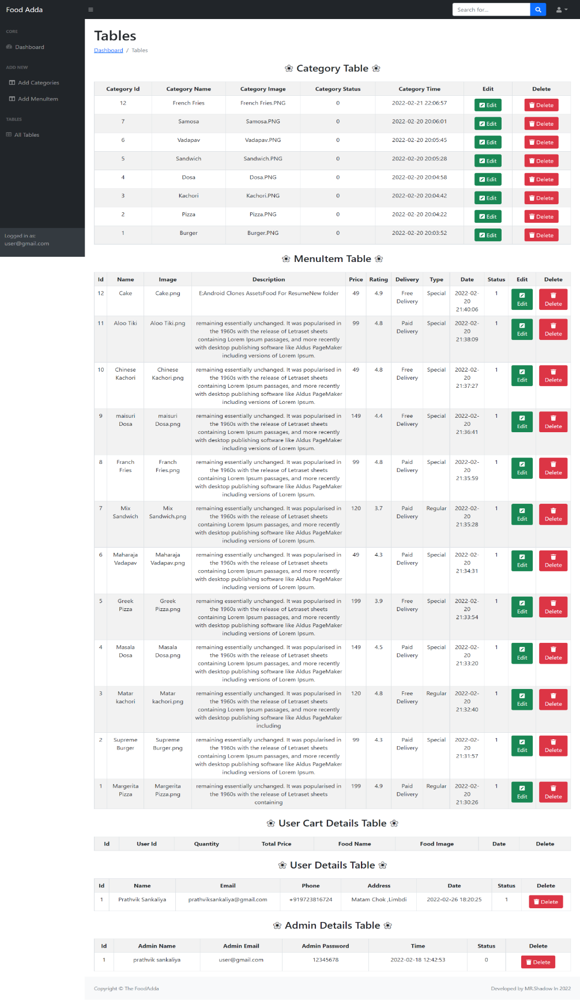 Food Adda
Search for...
CORE
Dashboard
ADD NEW
Add Categories
Add MenuItem
TABLES
All Tables
Logged in as:
user@gmail.com
Tables
Dashboard / Tables
Category Table
Category Id Category Name Category Image Category Status Category Time Edit Delete
12 French Fries French Fries.PNG 0 2022-02-21 22:06:57 Edit Delete
7 Samosa Samosa.PNG 0 2022-02-20 20:06:01 Edit Delete
6 Vadapav Vadapav.PNG 0 2022-02-20 20:05:45 Edit Delete
5 Sandwich Sandwich.PNG 0 2022-02-20 20:05:28 Edit Delete
4 Dosa Dosa.PNG 0 2022-02-20 20:04:58 Edit Delete
3 Kachori Kachori.PNG 0 2022-02-20 20:04:42 Edit Delete
2 Pizza Pizza.PNG 0 2022-02-20 20:04:22 Edit Delete
1 Burger Burger.PNG 0 2022-02-20 20:03:52 Edit Delete
MenuItem Table
Id Name Image Description Price Rating Delivery Type Date Status Edit Delete
12 Cake Cake.png E:Android Clones AssetsFood For ResumeNew folder 49 4.9 Free Special 2022-02- 1
Delivery 20 Edit Delete
21:40:06
11 Aloo Tiki Aloo Tiki.png remaining essentially unchanged. It was popularised in 99 4.8 Paid Special 2022-02- 1
the 1960s with the release of Letraset sheets Delivery 20 Edit Delete
containing Lorem Ipsum passages, and more recently 21:38:09
with desktop publishing software like Aldus PageMaker
including versions of Lorem Ipsum.
10 Chinese Chinese remaining essentially unchanged. It was popularised in 49 4.8 Free Special 2022-02- 1
Kachori Kachori.png the 1960s with the release of Letraset sheets Delivery 20 Edit Delete
containing Lorem Ipsum passages, and more recently 21:37:27
with desktop publishing software like Aldus PageMaker
including versions of Lorem Ipsum.
9 maisuri maisuri remaining essentially unchanged. It was popularised in 149 4.4 Free Special 2022-02- 1
Dosa Dosa.png the 1960s with the release of Letraset sheets Delivery 20 Edit Delete
containing Lorem Ipsum passages, and more recently 21:36:41
with desktop publishing software like Aldus PageMaker
including versions of Lorem Ipsum.
8 Franch Franch remaining essentially unchanged. It was popularised in 99 4.8 Paid Special 2022-02- 1
Fries Fries.png the 1960s with the release of Letraset sheets Delivery 20 Edit Delete
containing Lorem Ipsum passages, and more recently 21:35:59
with desktop publishing software like Aldus PageMaker
including versions of Lorem Ipsum.
7 Mix Mix remaining essentially unchanged. It was popularised in 120 3.7 Paid Regular 2022-02- 1
Sandwich Sandwich.png the 1960s with the release of Letraset sheets Delivery 20 Edit Delete
containing Lorem Ipsum passages, and more recently 21:35:28
with desktop publishing software like Aldus PageMaker
including versions of Lorem Ipsum.
6 Maharaja Maharaja remaining essentially unchanged. It was popularised in 49 4.3 Paid Special 2022-02- 1
Vadapav Vadapav.png the 1960s with the release of Letraset sheets Delivery 20 Edit Delete
containing Lorem Ipsum passages, and more recently 21:34:31
with desktop publishing software like Aldus PageMaker
including versions of Lorem Ipsum.
5 Greek Greek remaining essentially unchanged. It was popularised in 199 3.9 Free Special 2022-02- 1
Pizza Pizza.png the 1960s with the release of Letraset sheets Delivery 20 Edit Delete
containing Lorem Ipsum passages, and more recently 21:33:54
with desktop publishing software like Aldus PageMaker
including versions of Lorem Ipsum.
4 Masala Masala remaining essentially unchanged. It was popularised in 149 4.5 Paid Special 2022-02- 1
Dosa Dosa.png the 1960s with the release of Letraset sheets Delivery 20 Edit Delete
containing Lorem Ipsum passages, and more recently 21:33:20
with desktop publishing software like Aldus PageMaker
including versions of Lorem Ipsum.
3 Matar Matar remaining essentially unchanged. It was popularised in 120 4.8 Free Regular 2022-02- 1
kachori kachori.png the 1960s with the release of Letraset sheets Delivery 20 Edit Delete
containing Lorem Ipsum passages, and more recently 21:32:40
with desktop publishing software like Aldus PageMaker
including
2 Supreme Supreme remaining essentially unchanged. It was popularised in 99 4.3 Paid Special 2022-02- 1
Burger Burger.png the 1960s with the release of Letraset sheets Delivery 20 Edit Delete
containing Lorem Ipsum passages, and more recently 21:31:57
with desktop publishing software like Aldus PageMaker
including versions of Lorem Ipsum.
1 Margerita Margerita remaining essentially unchanged. It was popularised in 199 4.9 Paid Regular 2022-02- 1
Pizza Pizza.png the 1960s with the release of Letraset sheets Delivery 20 Edit Delete
containing 21:30:26
User Cart Details Table
Id User Id Quantity Total Price Food Name Food Image Date Delete
User Details Table
Id Name Email Phone Address Date Status Delete
1 Prathvik Sankaliya prathviksankaliya@gmail.com +919723816724 Matam Chok ,Limbdi 2022-02-26 18:20:25 1 Delete
Admin Details Table
Id Admin Name Admin Email Admin Password Time Status Delete
1 prathvik sankaliya user@gmail.com 12345678 2022-02-18 12:42:53 0 Delete
Copyright © The FoodAdda Developed by MR.Shadow In 2022